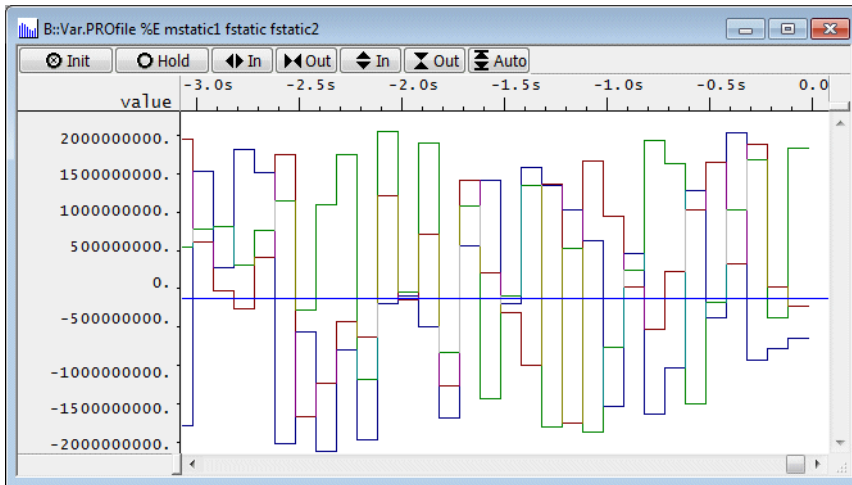 B::Var.PROfile %E mstatic1 fstatic fstatic2
Init Hold In Out In Out Auto
-3.0s -2.5s -2.0s -1.5s -1.0s -0.5s 0.0
value
2000000000.
1500000000.
1000000000.
500000000.
0.
-500000000.
-1000000000.
-1500000000.
-2000000000.